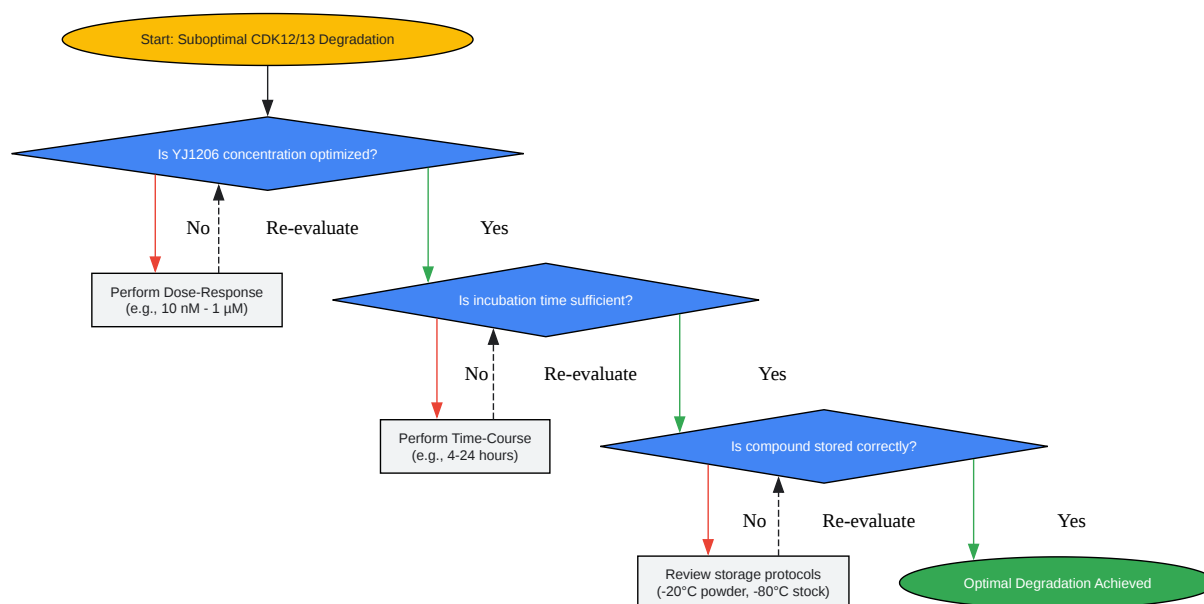 Start: Suboptimal CDK12/13 Degradation
Is YJ1206 concentration optimized?
No
Re-evaluate
Yes
Perform Dose-Response
(e.g., 10 nM - 1 µM)
Is incubation time sufficient?
No
Re-evaluate
Yes
Perform Time-Course
(e.g., 4-24 hours)
Is compound stored correctly?
No
Re-evaluate
Yes
Review storage protocols
(-20°C powder, -80°C stock)
Optimal Degradation Achieved